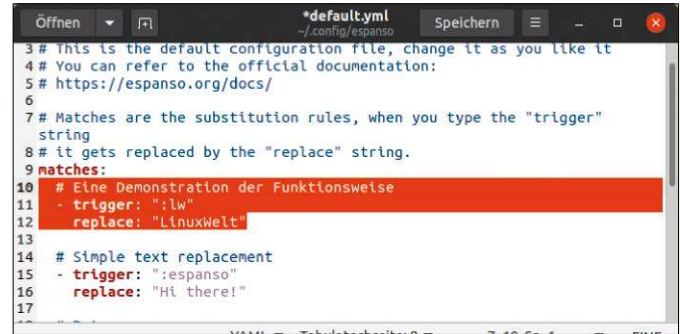 Öffnen
*default.yml
~/.config/espanso
Speichern
3 # This is the default configuration file, change it as you like it
4 # You can refer to the official documentation:
5 # https://espanso.org/docs/
6
7 # Matches are the substitution rules, when you type the "trigger"
string
8 # it gets replaced by the "replace" string.
9 matches:
10 # Eine Demonstration der Funktionsweise
11 - trigger: ":lw"
12 replace: "LinuxWelt"
13
14 # Simple text replacement
15 - trigger: ":espanso"
16 replace: "Hi there!"
17